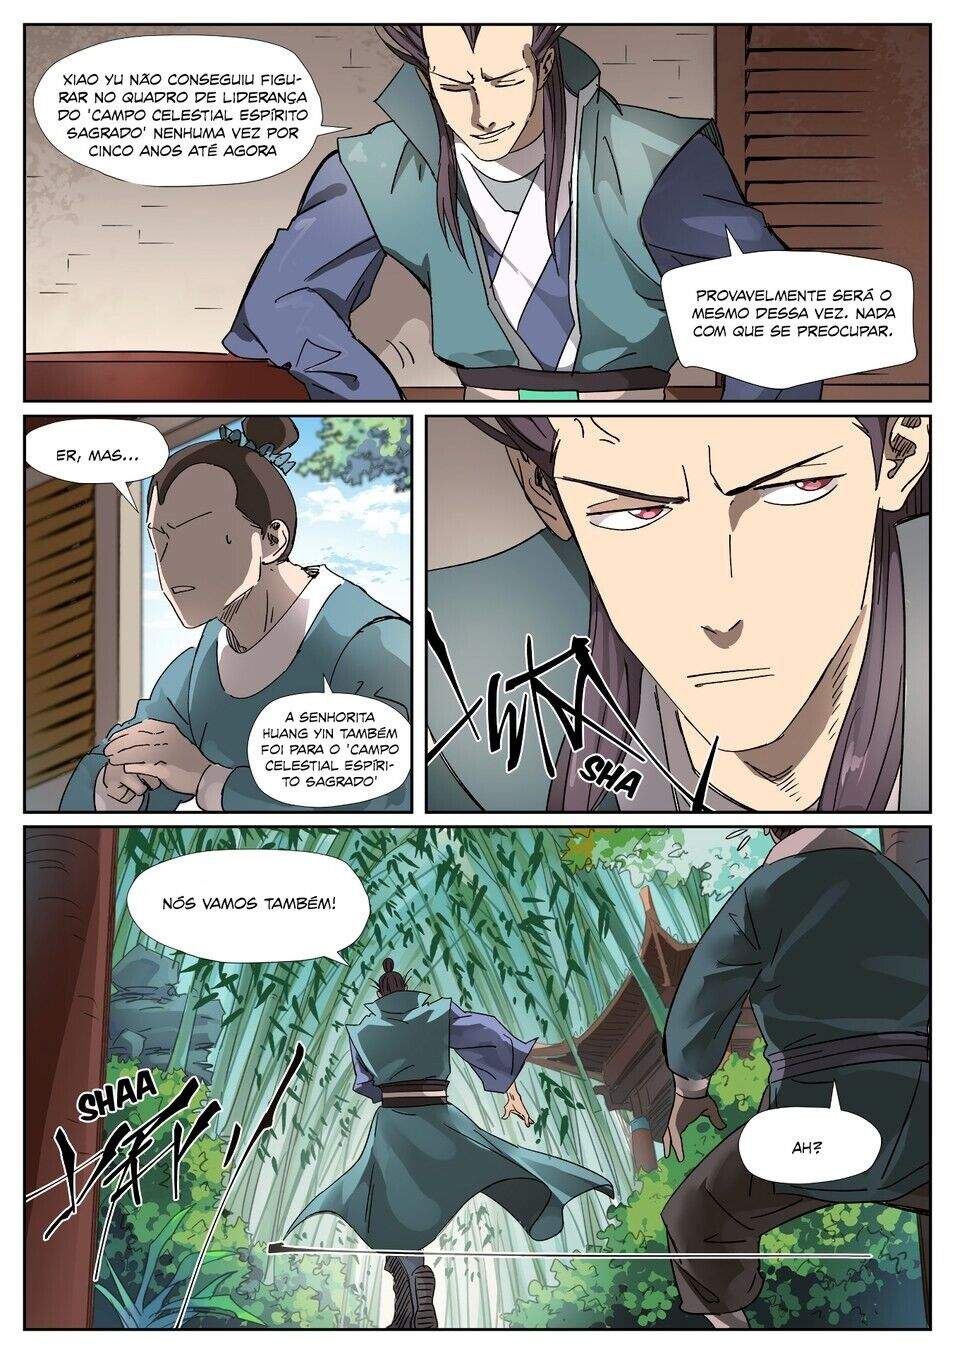 XIAO YU NÃO CONSEGUIU FIGU-
RAR NO QUADRO DE LIDERANÇA
DO 'CAMPO CELESTIAL ESPÍRITO
SAGRADO' NENHUMA VEZ POR
CINCO ANOS ATÉ AGORA
PROVAVELMENTE SERÁ O
MESMO DESSA VEZ. NADA
COM QUE SE PREOCUPAR.
ER, MAS...
A SENHORITA
HUANG YIN TAMBÉM
FOI PARA O 'CAMPO
CELESTIAL ESPÍRI-
TO SAGRADO'
SHA
NÓS VAMOS TAMBÉM!
SHAA
AH?